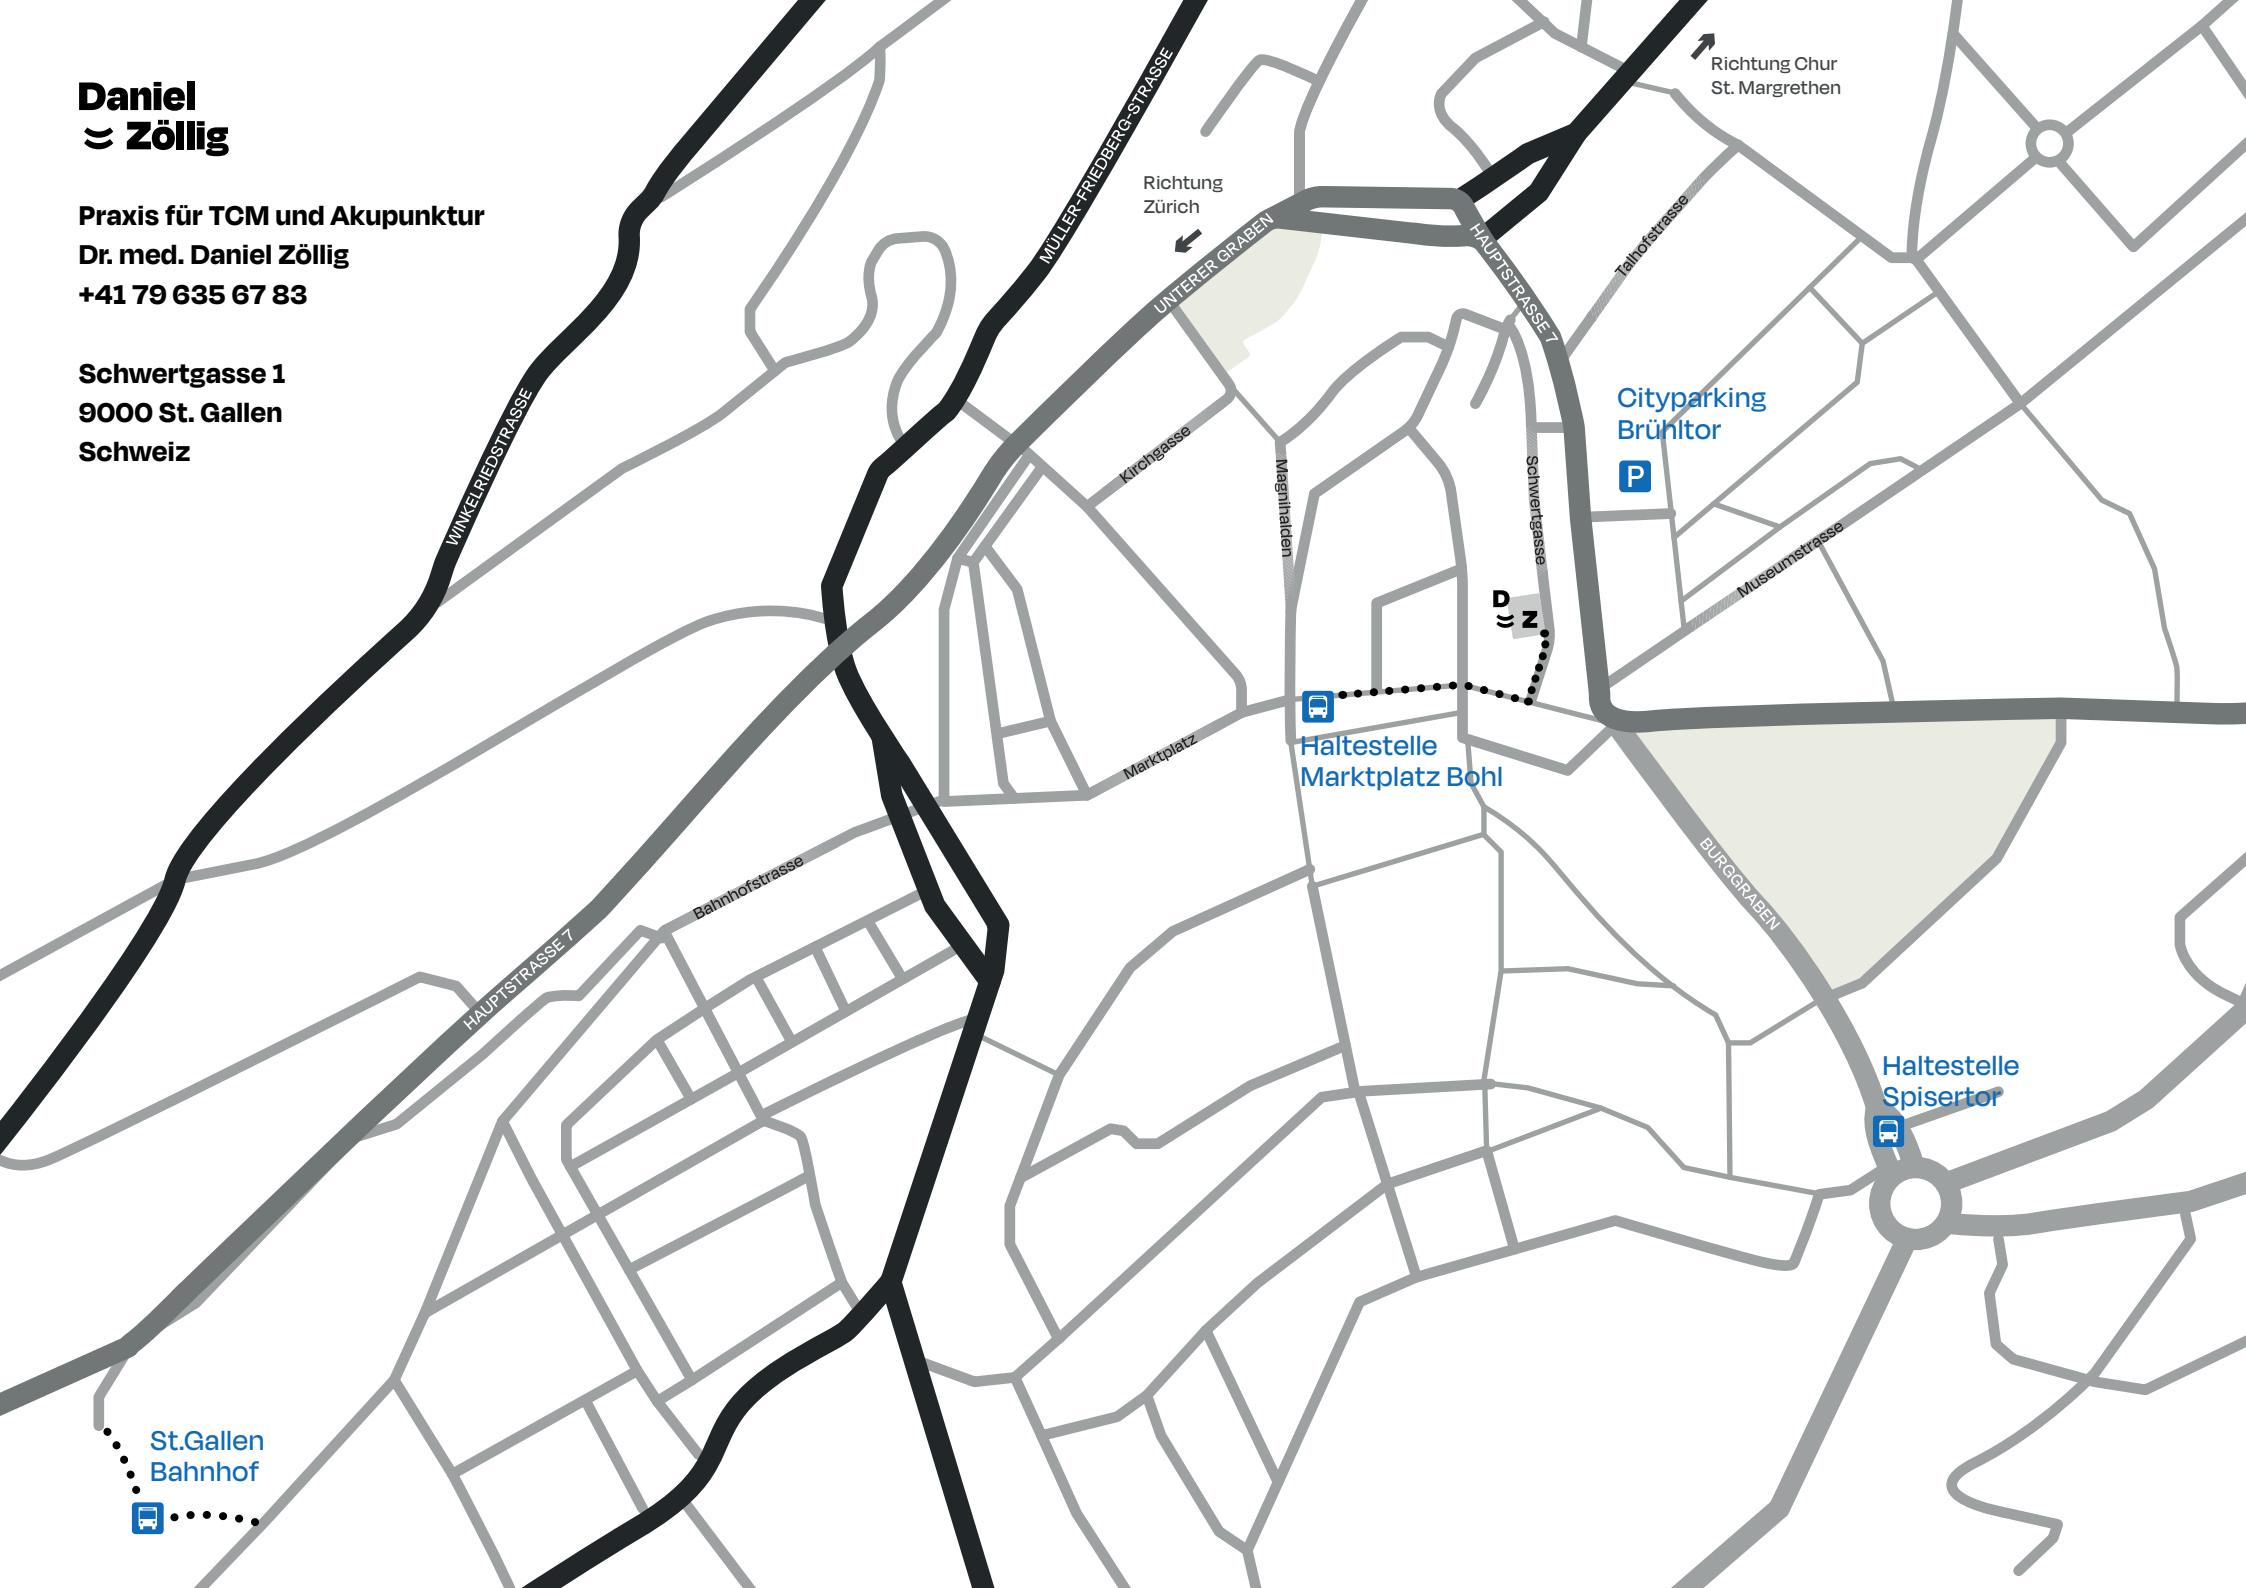 Daniel
Zöllig
Praxis für TCM und Akupunktur
Dr. med. Daniel Zöllig
+41 79 635 67 83
Schwertgasse 1
9000 St. Gallen
Schweiz
Richtung Chur
St. Margrethen
Richtung
Zürich
MÜLLER-FRIEDBERG-STRASSE
UNTERER GRABEN
HAUPTSTRASSE 7
Talhofstrasse
WINKELRIEDSTRASSE
Cityparking
Brühltor
P
Kirchgasse
Magnihalden
Schwertgasse
Museumstrasse
D
Z
Haltestelle
Marktplatz Bohl
Marktplatz
Bahnhofstrasse
BURGGRABEN
HAUPTSTRASSE 7
Haltestelle
Spisertor
St.Gallen
Bahnhof